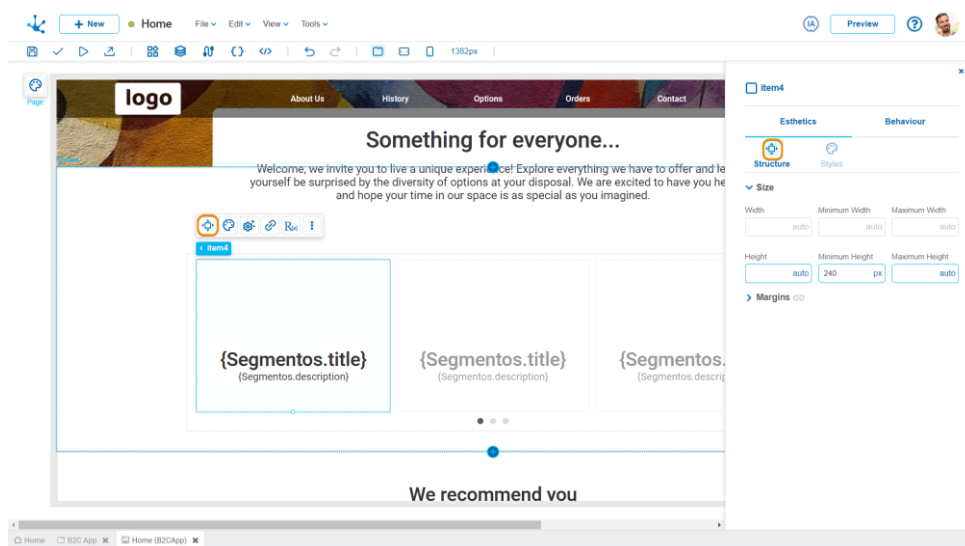 + New
Home
File
Edit
View
Tools
IA
Preview
?
1382px
Page
logo
About Us
History
Options
Orders
Contact
Something for everyone...
Welcome, we invite you to live a unique experience! Explore everything we have to offer and le
yourself be surprised by the diversity of options at your disposal. We are excited to have you he
and hope your time in our space is as special as you imagined.
item4
{Segmentos.title}
{Segmentos.description}
{Segmentos.title}
{Segmentos.description}
{Segmentos.
{Segmentos.descrip
We recommend you
item4
Esthetics
Behaviour
Structure
Styles
Size
Width
Minimum Width
Maximum Width
auto
auto
auto
Height
Minimum Height
Maximum Height
auto
240 px
auto
Margins
Home
B2C App
Home (B2CApp)